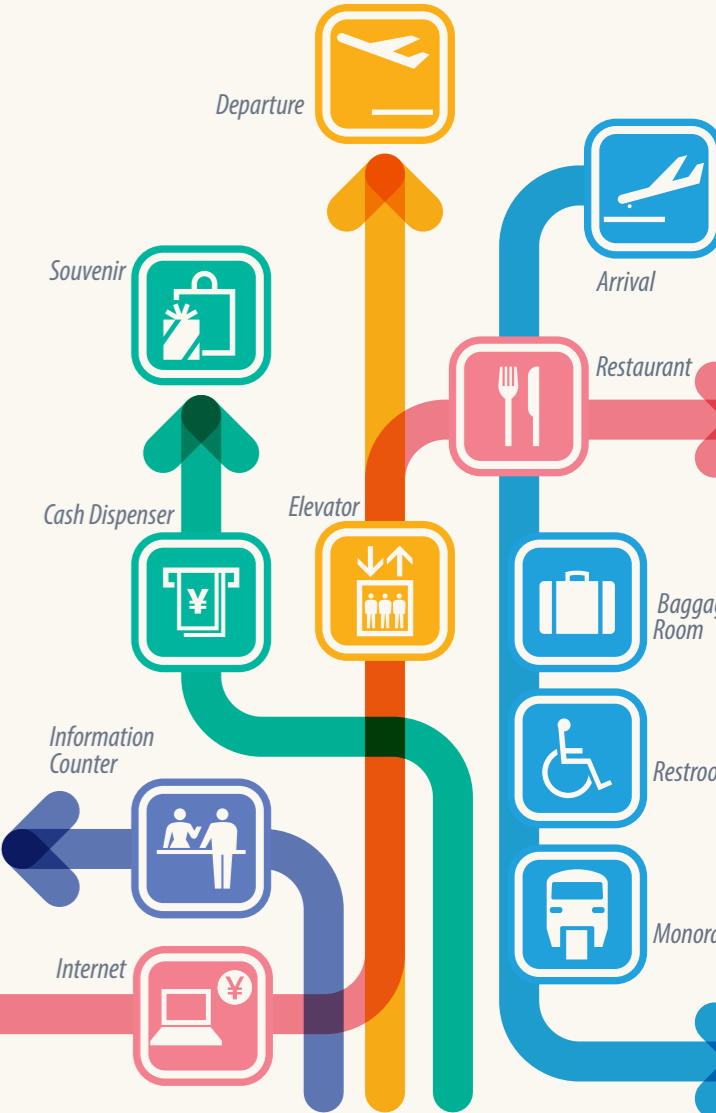 Departure
Souvenir
Arrival
Restaurant
Cash Dispenser
Elevator
¥
Room
Information
Counter
Internet
¥